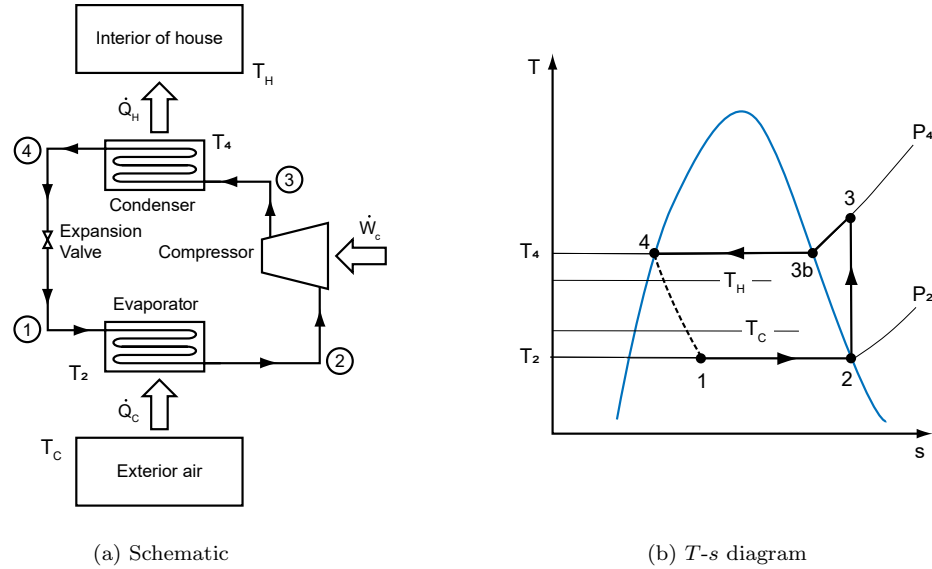 Interior of house
T_H
Q̇_H
④
T₄
③
Condenser
Expansion
Valve
Compressor
Ẇ_c
Evaporator
①
T₂
②
Q̇_C
T_C
Exterior air
(a) Schematic
T
P₄
3
4
T₄
3b
T_H
P₂
T_C
T₂
1
2
s
(b) T-s diagram